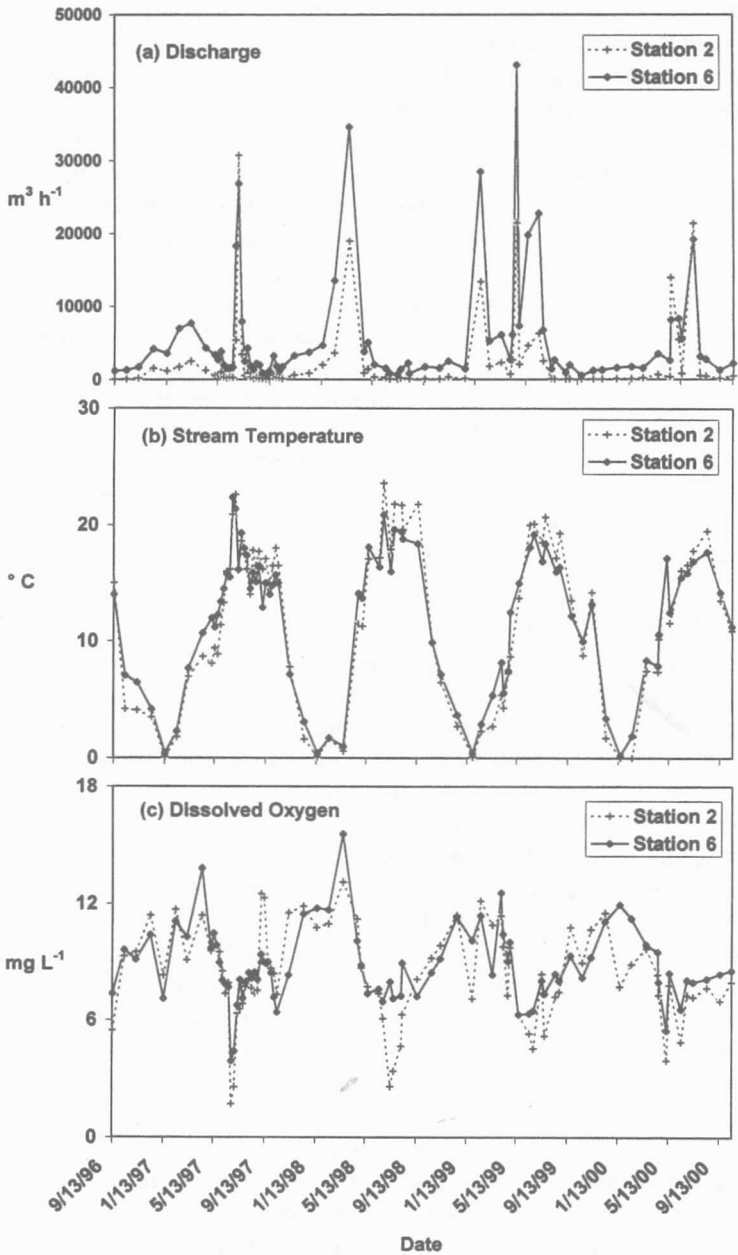 50000
(a) Discharge
Station 2
Station 6
40000
30000
m³ h⁻¹
20000
10000
0
30
(b) Stream Temperature
Station 2
Station 6
20
° C
10
0
18
(c) Dissolved Oxygen
Station 2
Station 6
12
mg L⁻¹
6
0
9/13/96
1/13/97
5/13/97
9/13/97
1/13/98
5/13/98
9/13/98
1/13/99
5/13/99
9/13/99
1/13/00
5/13/00
9/13/00
Date